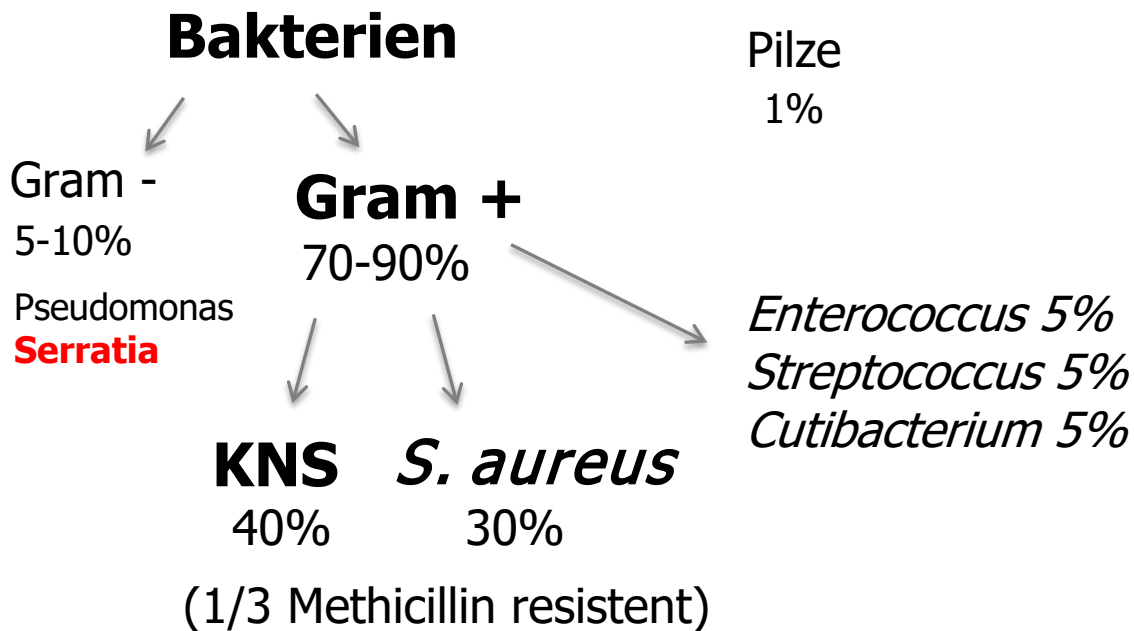 Bakterien
Pilze
1%
Gram -
5-10%
Pseudomonas
Serratia
Gram +
70-90%
Enterococcus 5%
Streptococcus 5%
Cutibacterium 5%
KNS
40%
S. aureus
30%
(1/3 Methicillin resistent)